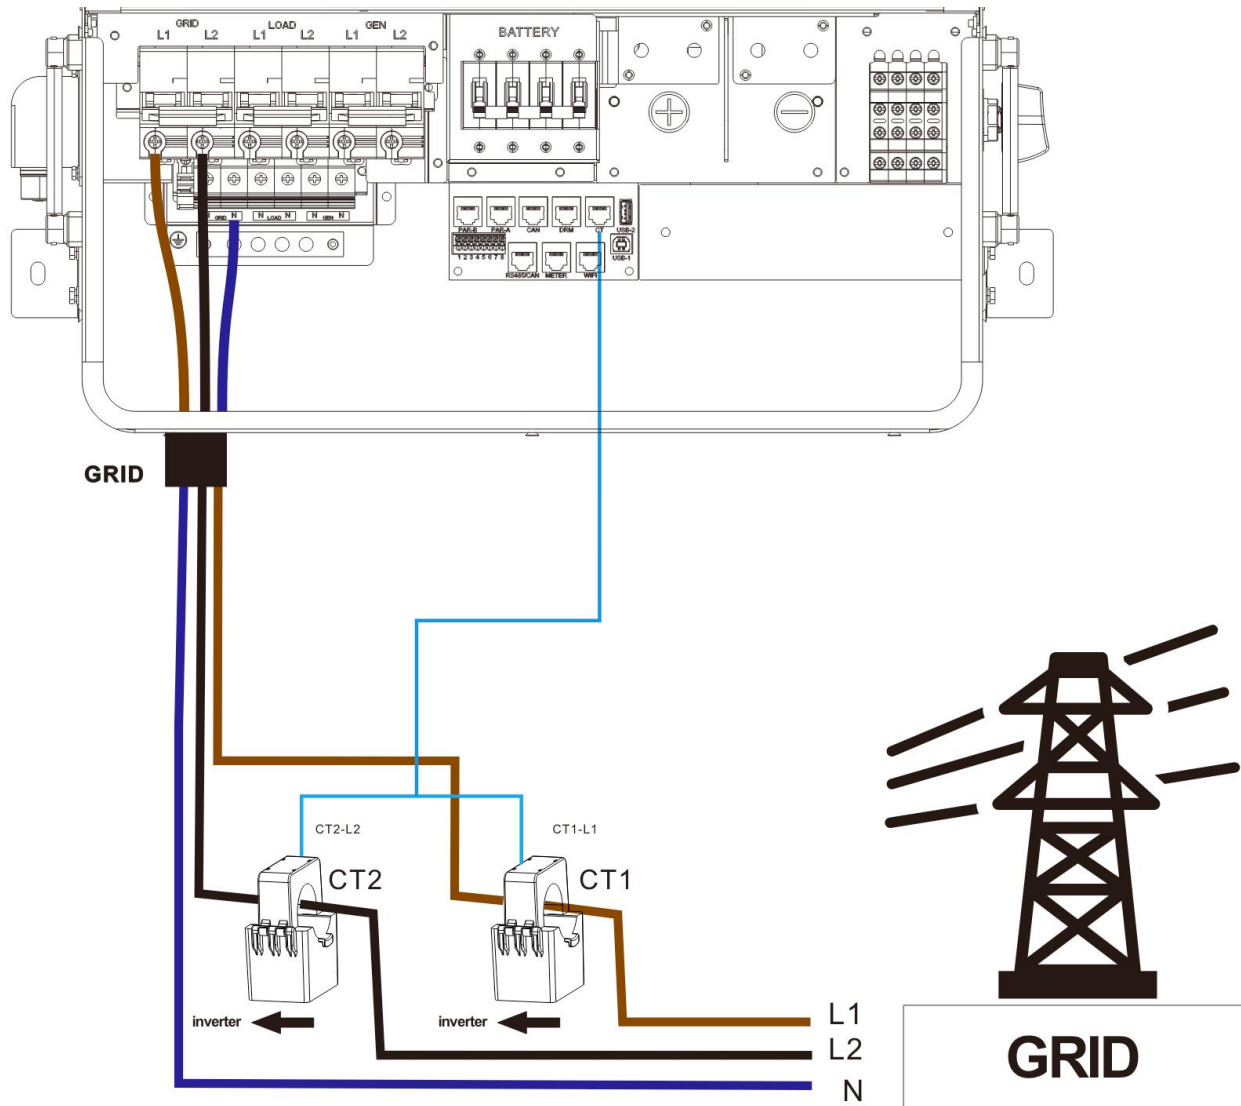 GRID LOAD GEN
L1 L2 L1 L2 L1 L2
BATTERY
N GRID N N LOAD N N GEN N
PAR-B PAR-A CAN DRM CT USB-2
1 2 3 4 5 6 7 8
RS485/CAN METER WIFI USB-1
GRID
CT2-L2 CT1-L1
CT2 CT1
inverter inverter
L1
L2
N
GRID